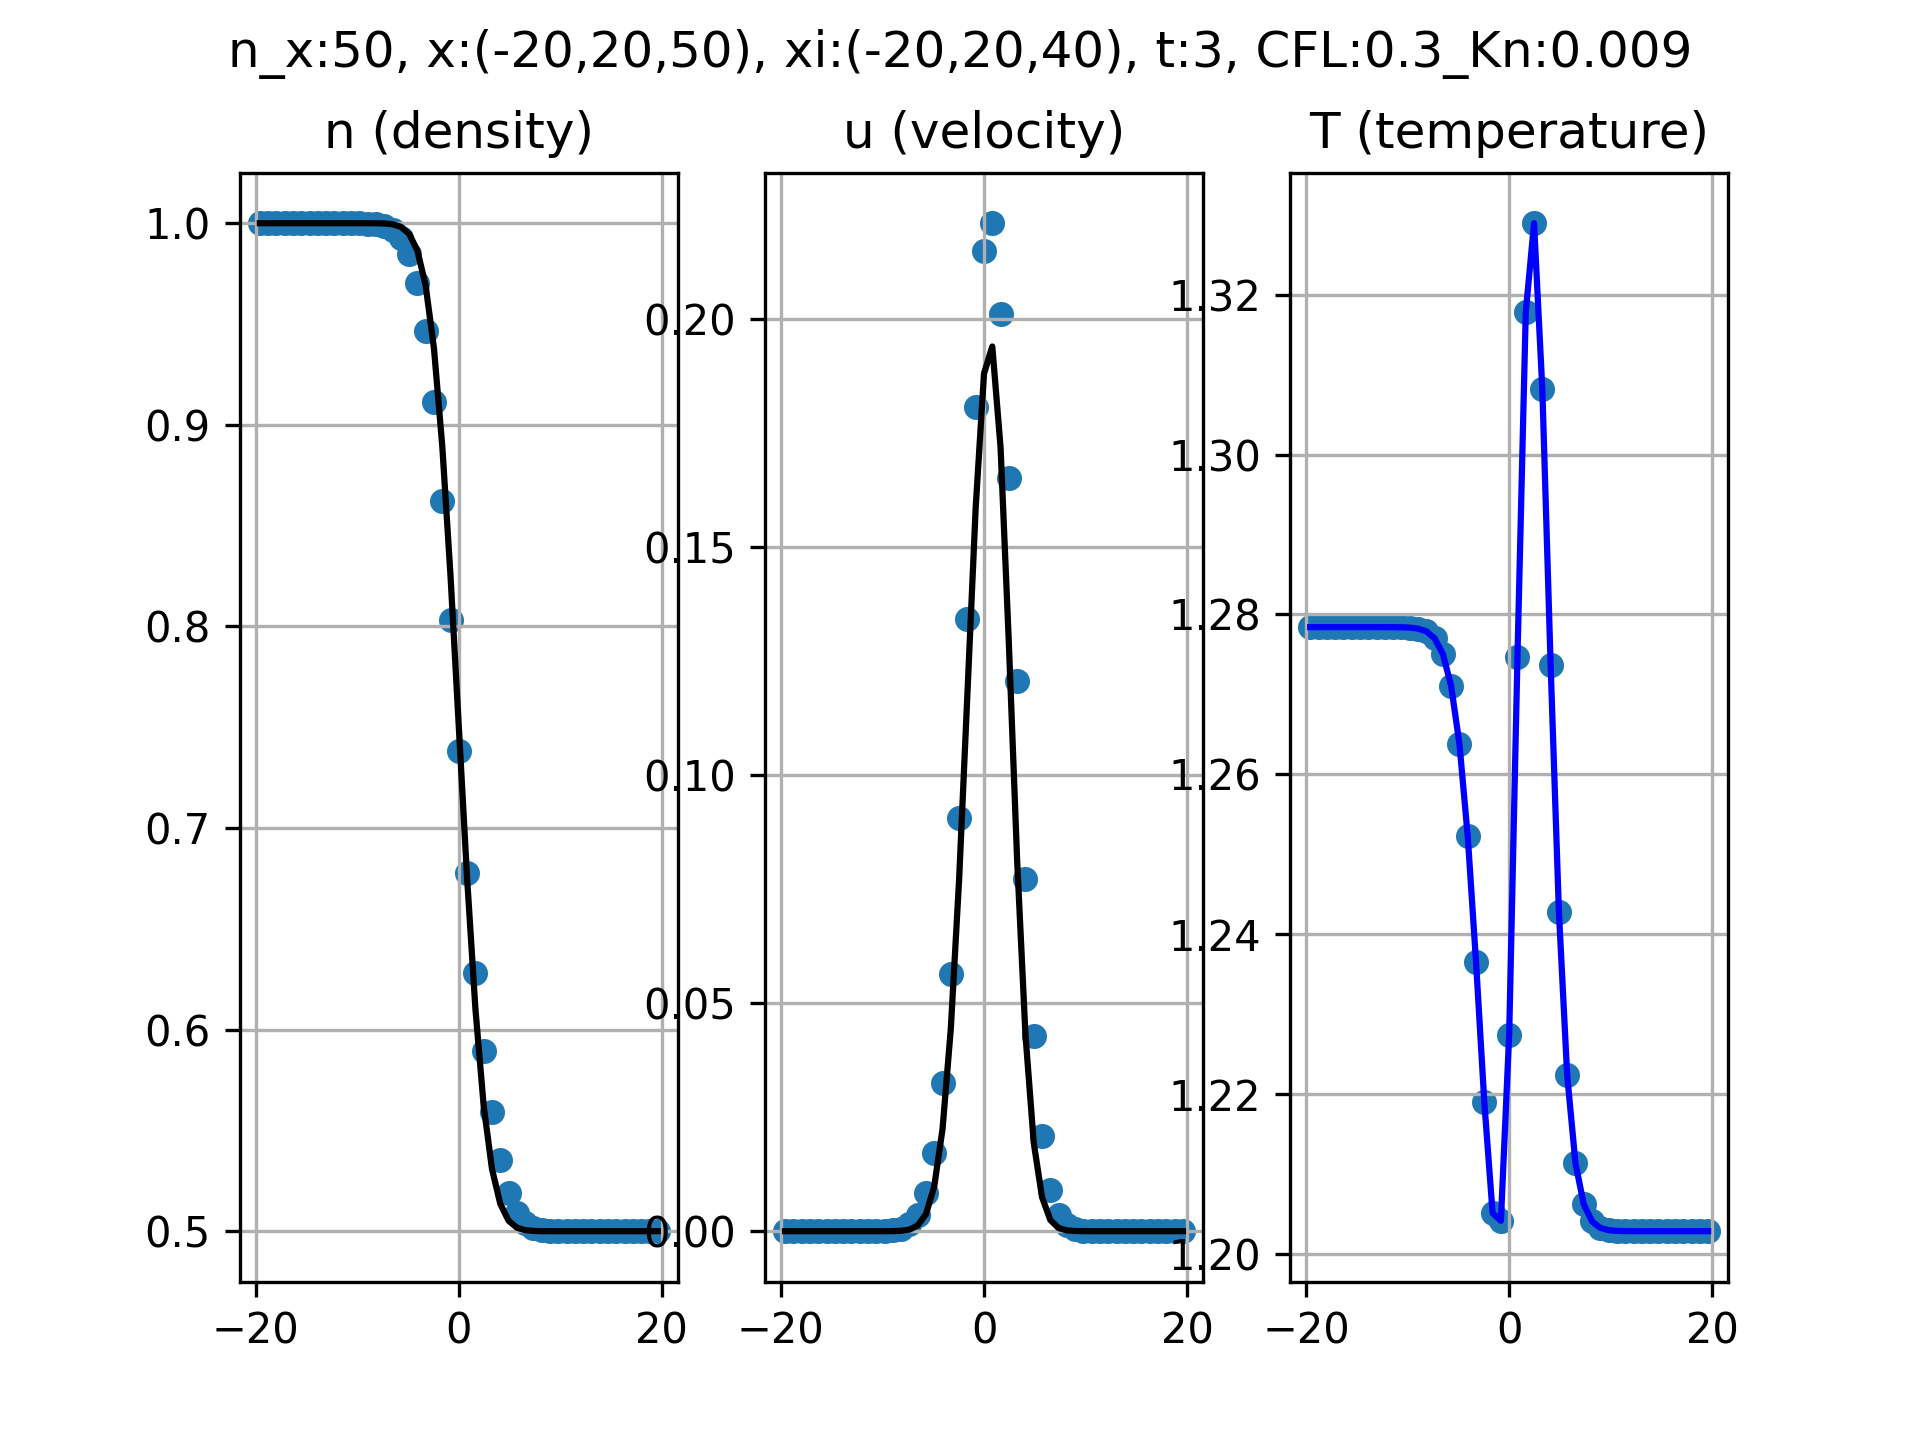 n_x:50, x:(-20,20,50), xi:(-20,20,40), t:3, CFL:0.3_Kn:0.009
n (density)
1.0
0.9
0.8
0.7
0.6
0.5
−20 0 20
u (velocity)
0.20
0.15
0.10
0.05
0.00
−20 0 20
T (temperature)
1.32
1.30
1.28
1.26
1.24
1.22
1.20
−20 0 20